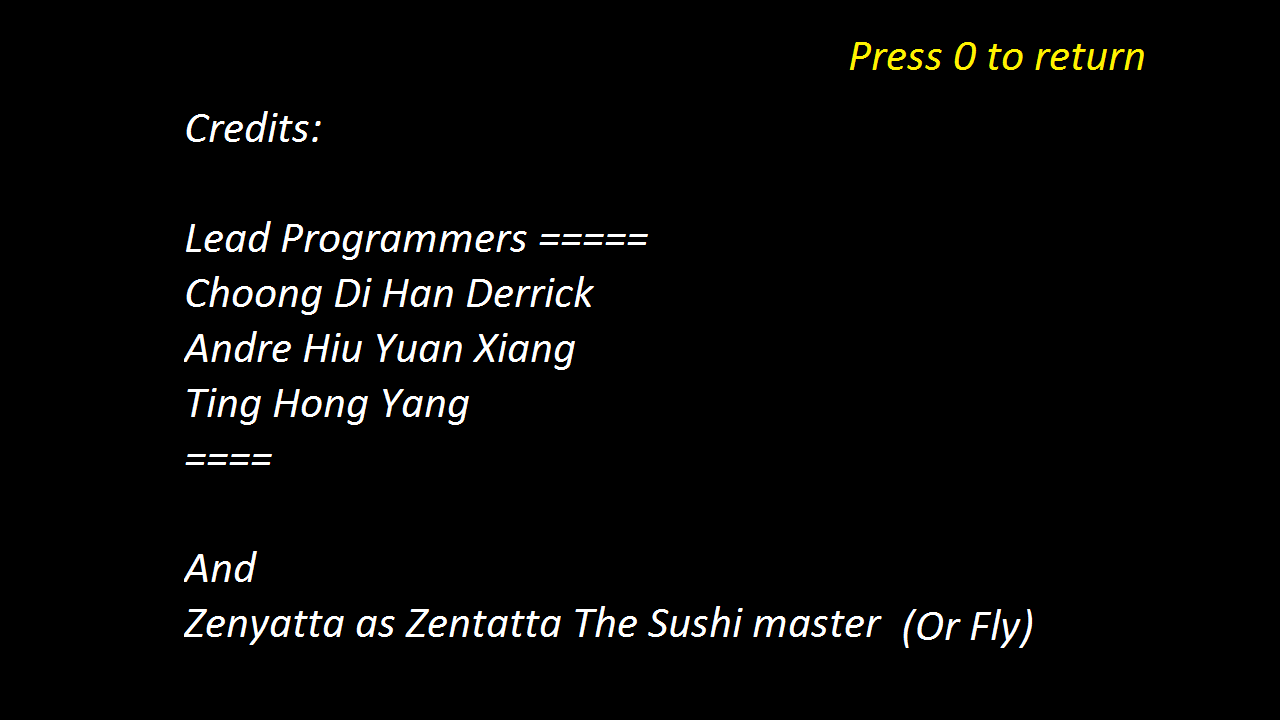 Press 0 to return
Credits:
Lead Programmers =====
Choong Di Han Derrick
Andre Hiu Yuan Xiang
Ting Hong Yang
====
And
Zenyatta as Zentatta The Sushi master (Or Fly)